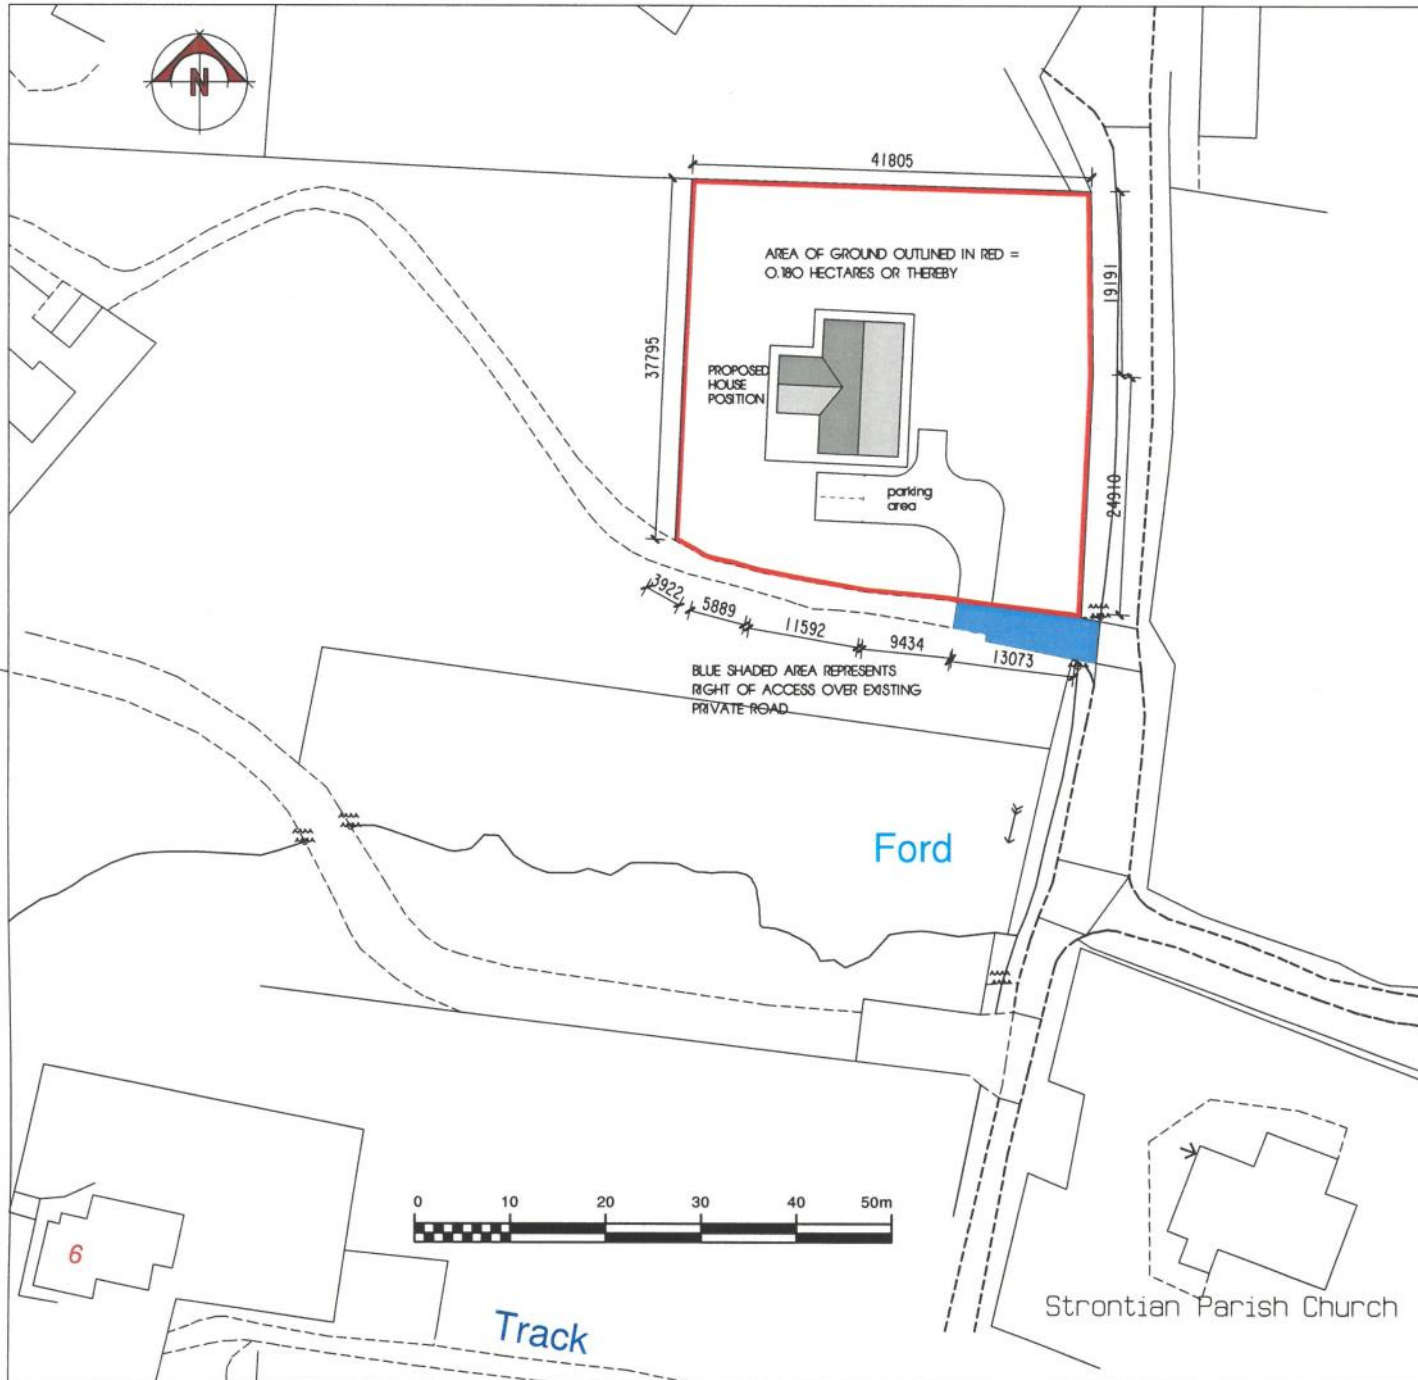 N
41805
AREA OF GROUND OUTLINED IN RED =
0.180 HECTARES OR THEREBY
19191
37795
PROPOSED
HOUSE
POSITION
24910
parking
area
3922
5889
11592
9434
13073
BLUE SHADED AREA REPRESENTS
RIGHT OF ACCESS OVER EXISTING
PRIVATE ROAD
Ford
0 10 20 30 40 50m
6
Strontian Parish Church
Track